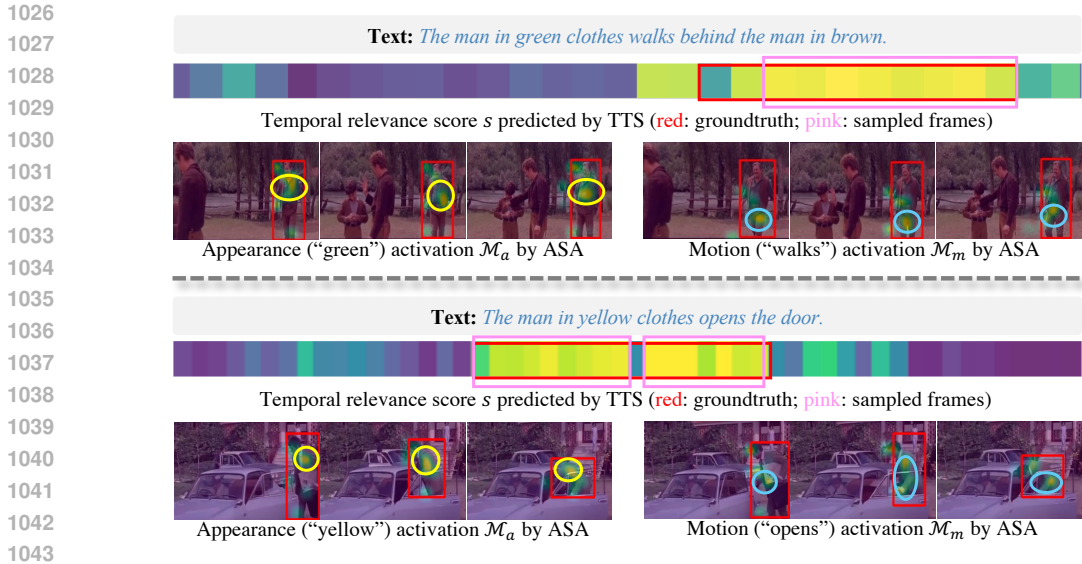 1026
1027
1028
1029
1030
1031
1032
1033
1034
1035
1036
1037
1038
1039
1040
1041
1042
1043
Text: The man in green clothes walks behind the man in brown.
Temporal relevance score s predicted by TTS (red: groundtruth; pink: sampled frames)
Appearance (“green”) activation ℳₐ by ASA
Motion (“walks”) activation ℳₘ by ASA
Text: The man in yellow clothes opens the door.
Temporal relevance score s predicted by TTS (red: groundtruth; pink: sampled frames)
Appearance (“yellow”) activation ℳₐ by ASA
Motion (“opens”) activation ℳₘ by ASA